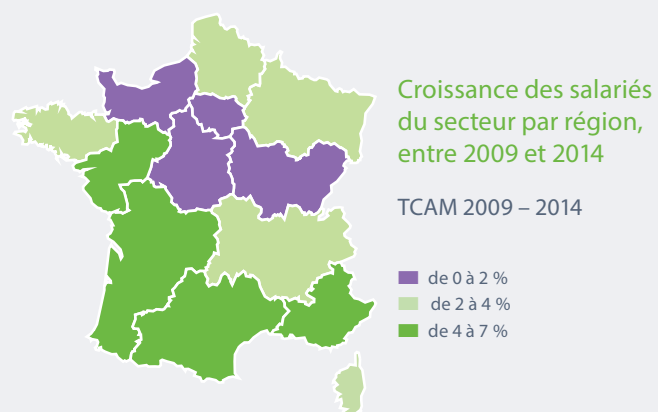 Croissance des salariés
du secteur par région,
entre 2009 et 2014
TCAM 2009 – 2014
de 0 à 2 %
de 2 à 4 %
de 4 à 7 %